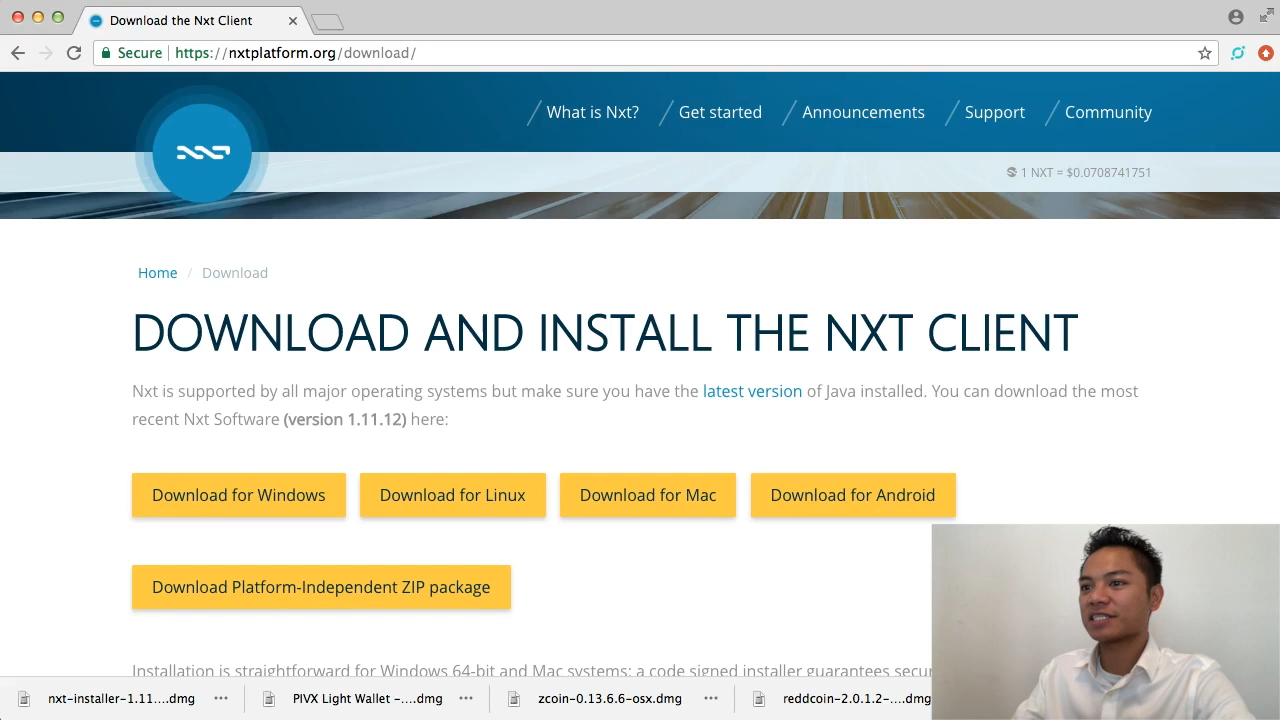 Download the Nxt Client
Secure https://nxtplatform.org/download/
What is Nxt? Get started Announcements Support Community
1 NXT = $0.0708741751
Home / Download
DOWNLOAD AND INSTALL THE NXT CLIENT
Nxt is supported by all major operating systems but make sure you have the latest version of Java installed. You can download the most
recent Nxt Software (version 1.11.12) here:
Download for Windows Download for Linux Download for Mac Download for Android
Download Platform-Independent ZIP package
Installation is straightforward for Windows 64-bit and Mac systems: a code signed installer guarantees
nxt-installer-1.11....dmg PIVX Light Wallet -....dmg zcoin-0.13.6.6-osx.dmg reddcoin-2.0.1.2-....dmg